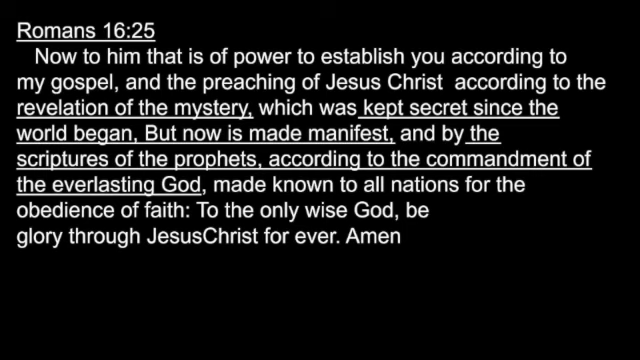 Romans 16:25
Now to him that is of power to establish you according to
my gospel, and the preaching of Jesus Christ according to the
revelation of the mystery, which was kept secret since the
world began, But now is made manifest, and by the
scriptures of the prophets, according to the commandment of
the everlasting God, made known to all nations for the
obedience of faith: To the only wise God, be
glory through JesusChrist for ever. Amen